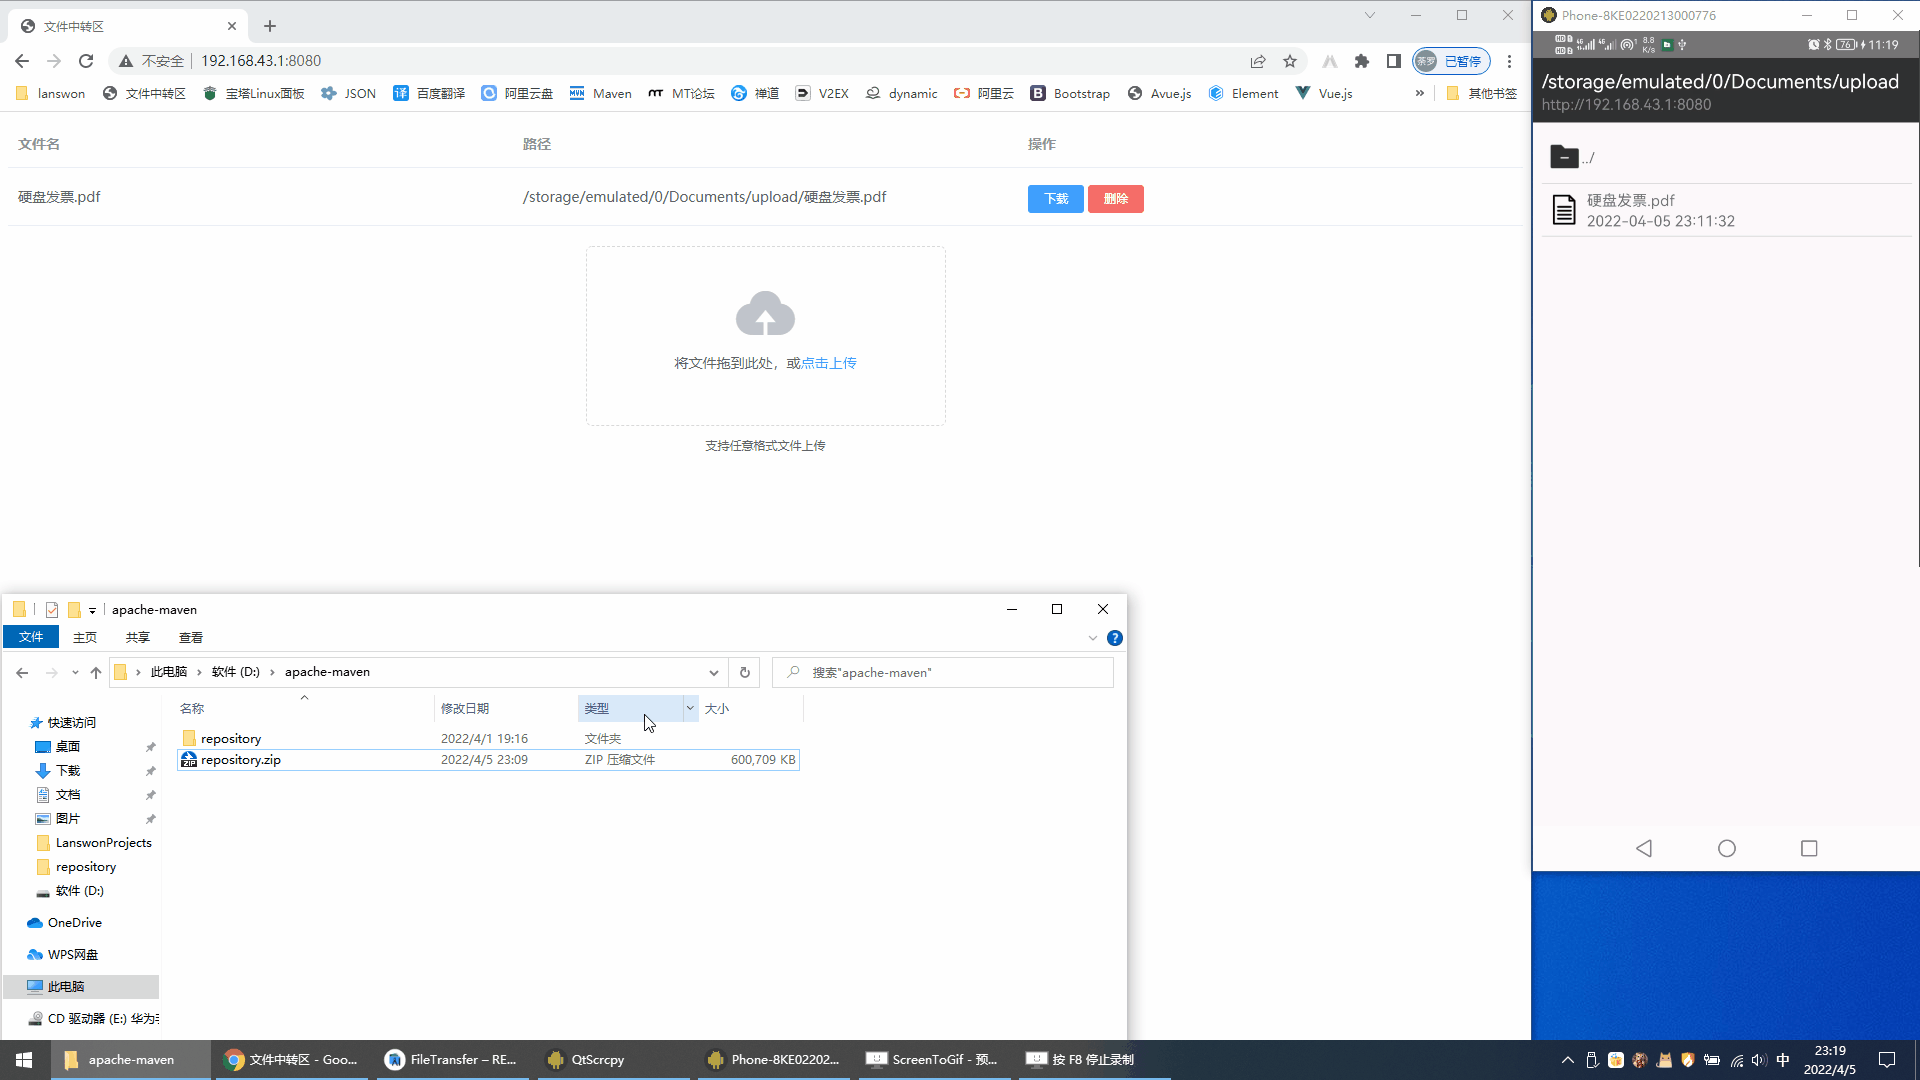 文件中转区
不安全 192.168.43.1:8080
已暂停
lanswon 文件中转区 宝塔Linux面板 JSON 百度翻译 阿里云盘 Maven MT论坛 禅道 V2EX dynamic 阿里云 Bootstrap Avue.js Element Vue.js » 其他书签
文件名 路径 操作
硬盘发票.pdf /storage/emulated/0/Documents/upload/硬盘发票.pdf 下载 删除
将文件拖到此处，或点击上传
支持任意格式文件上传
Phone-8KE0220213000776
8.8 K/s 76 11:19
/storage/emulated/0/Documents/upload
http://192.168.43.1:8080
../
硬盘发票.pdf
2022-04-05 23:11:32
apache-maven
文件 主页 共享 查看
此电脑 › 软件 (D:) › apache-maven
搜索"apache-maven"
名称 修改日期 类型 大小
repository 2022/4/1 19:16 文件夹
repository.zip 2022/4/5 23:09 ZIP 压缩文件 600,709 KB
快速访问
桌面
下载
文档
图片
LanswonProjects
repository
软件 (D:)
OneDrive
WPS网盘
此电脑
CD 驱动器 (E:) 华为
apache-maven
文件中转区 - Goo...
FileTransfer – RE...
QtScrcpy
Phone-8KE02202...
ScreenToGif - 预...
按 F8 停止录制
中
23:19
2022/4/5